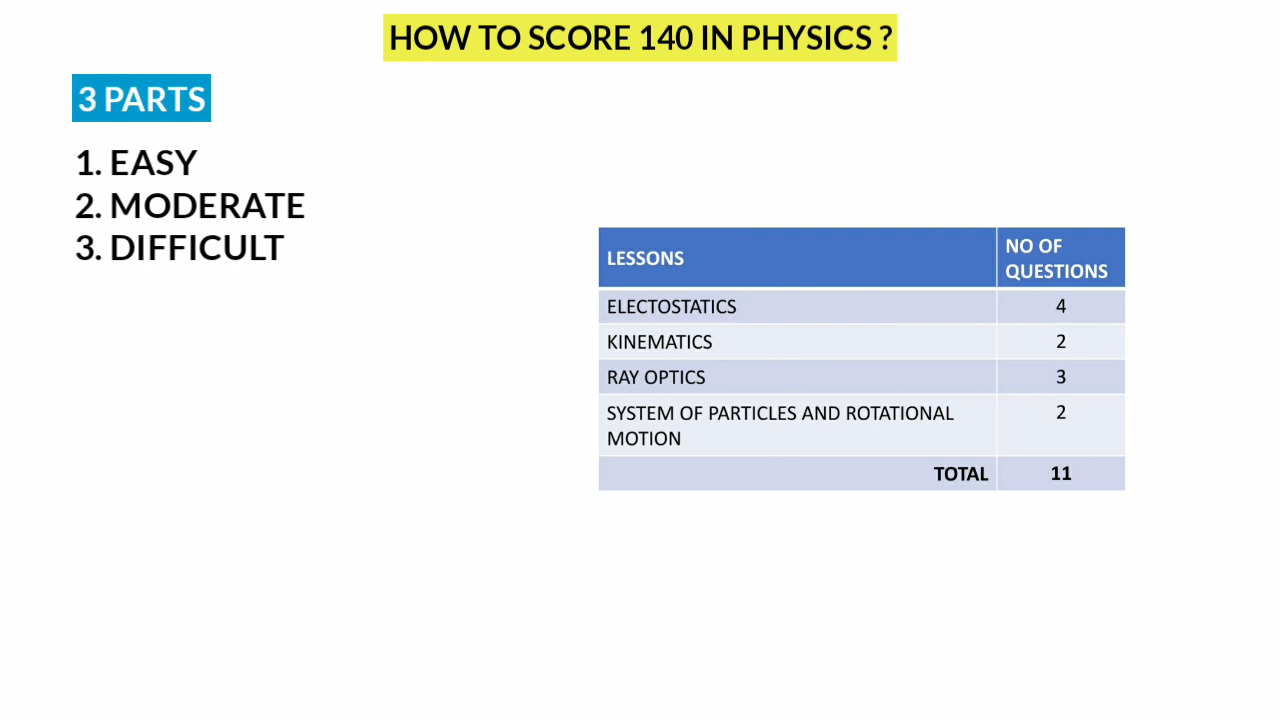 HOW TO SCORE 140 IN PHYSICS ?
3 PARTS
1. EASY
2. MODERATE
3. DIFFICULT
LESSONS NO OF QUESTIONS
ELECTOSTATICS 4
KINEMATICS 2
RAY OPTICS 3
SYSTEM OF PARTICLES AND ROTATIONAL MOTION 2
TOTAL 11